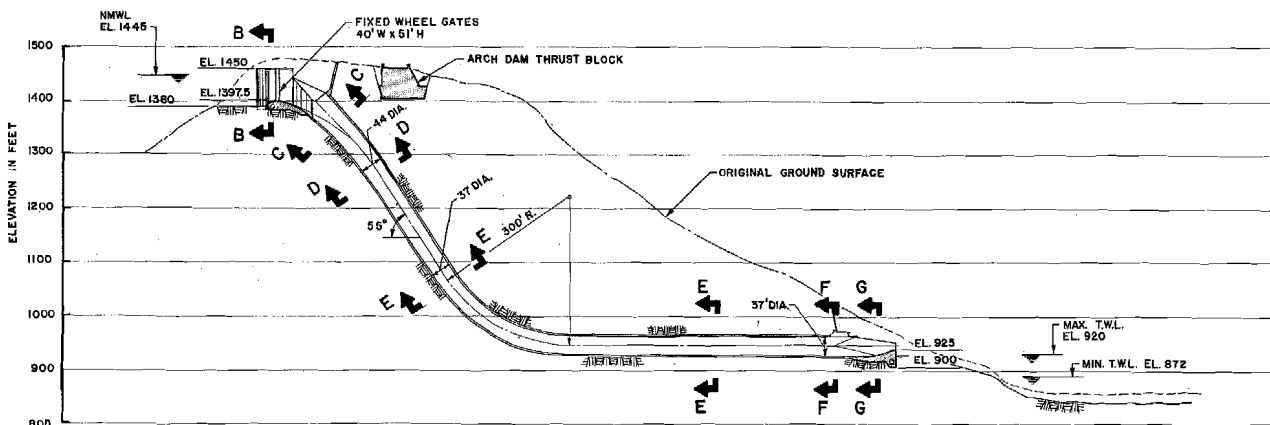 NMWL
EL. 1445
B
FIXED WHEEL GATES
40'W x 51'H
ARCH DAM THRUST BLOCK
1500
EL. 1450
C
1400
EL. 1397.5
EL. 1380
44 DIA.
B
D
C
1300
ORIGINAL GROUND SURFACE
D
37' DIA.
300' R.
1200
55°
E
1100
E
E
F
G
37' DIA.
1000
MAX. T.W.L.
EL. 920
EL. 925
EL. 900
MIN. T.W.L. EL. 872
900
E
F
G
800
ELEVATION IN FEET